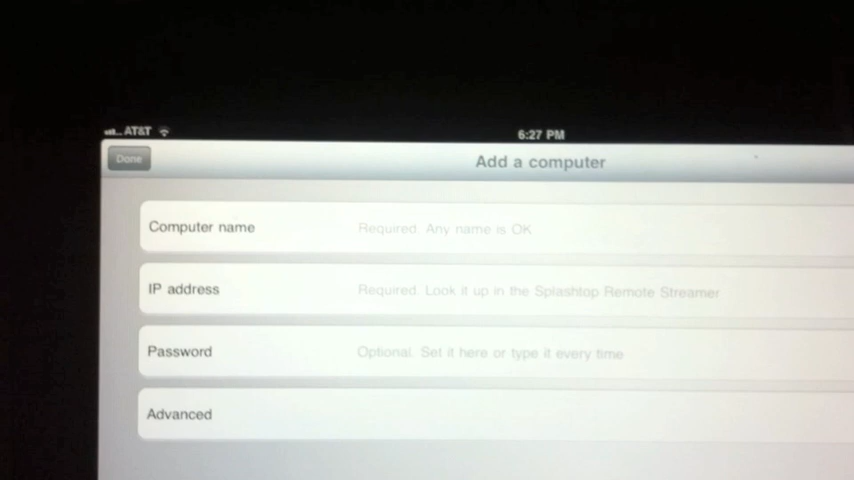 AT&T 6:27 PM
Done Add a computer
Computer name Required. Any name is OK
IP address Required. Look it up in the Splashtop Remote Streamer
Password Optional. Set it here or type it every time
Advanced